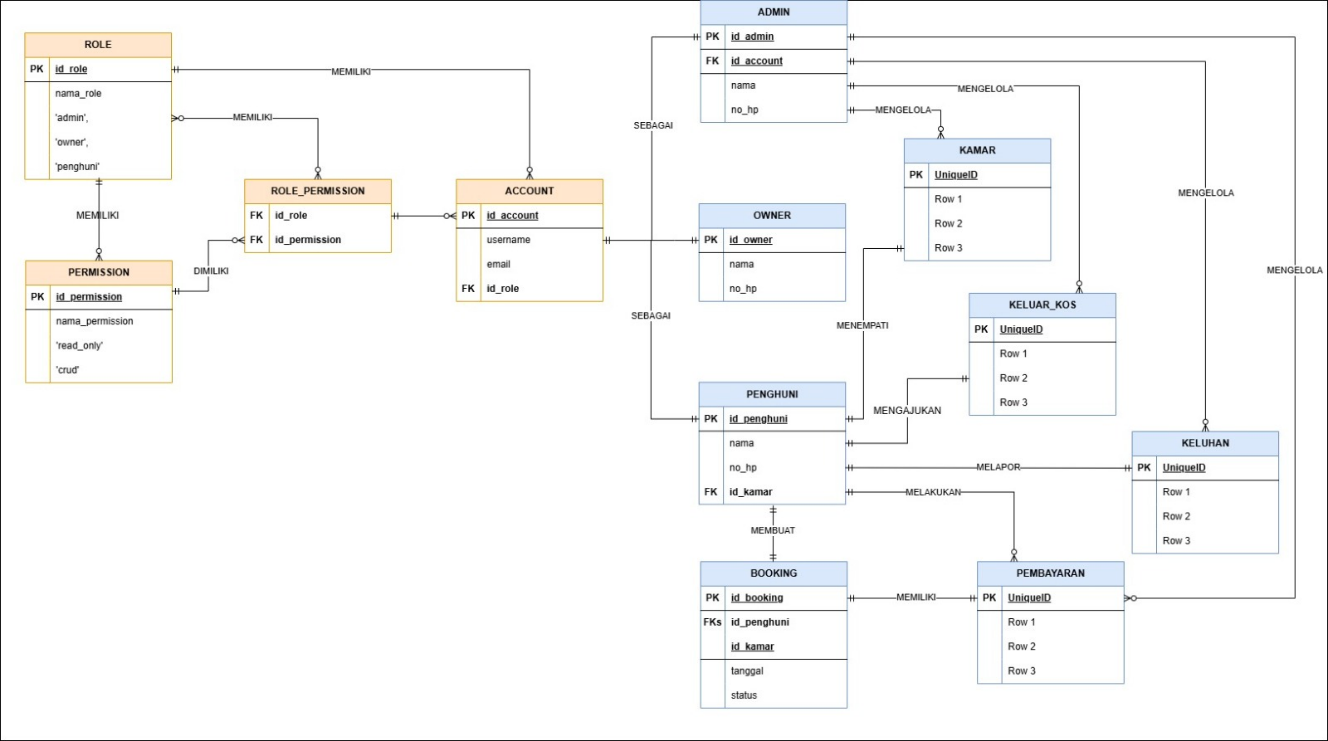 ROLE
PK id_role
nama_role
'admin',
'owner',
'penghuni'
MEMILIKI
MEMILIKI
MEMILIKI
PERMISSION
PK id_permission
nama_permission
'read_only'
'crud'
DIMILIKI
ROLE_PERMISSION
FK id_role
FK id_permission
ACCOUNT
PK id_account
username
email
FK id_role
SEBAGAI
SEBAGAI
ADMIN
PK id_admin
FK id_account
nama
no_hp
MENGELOLA
MENGELOLA
MENGELOLA
MENGELOLA
KAMAR
PK UniqueID
Row 1
Row 2
Row 3
OWNER
PK id_owner
nama
no_hp
MENEMPATI
KELUAR_KOS
PK UniqueID
Row 1
Row 2
Row 3
PENGHUNI
PK id_penghuni
nama
no_hp
FK id_kamar
MENGAJUKAN
MELAPOR
MELAKUKAN
KELUHAN
PK UniqueID
Row 1
Row 2
Row 3
MEMBUAT
BOOKING
PK id_booking
FKs id_penghuni
id_kamar
tanggal
status
MEMILIKI
PEMBAYARAN
PK UniqueID
Row 1
Row 2
Row 3